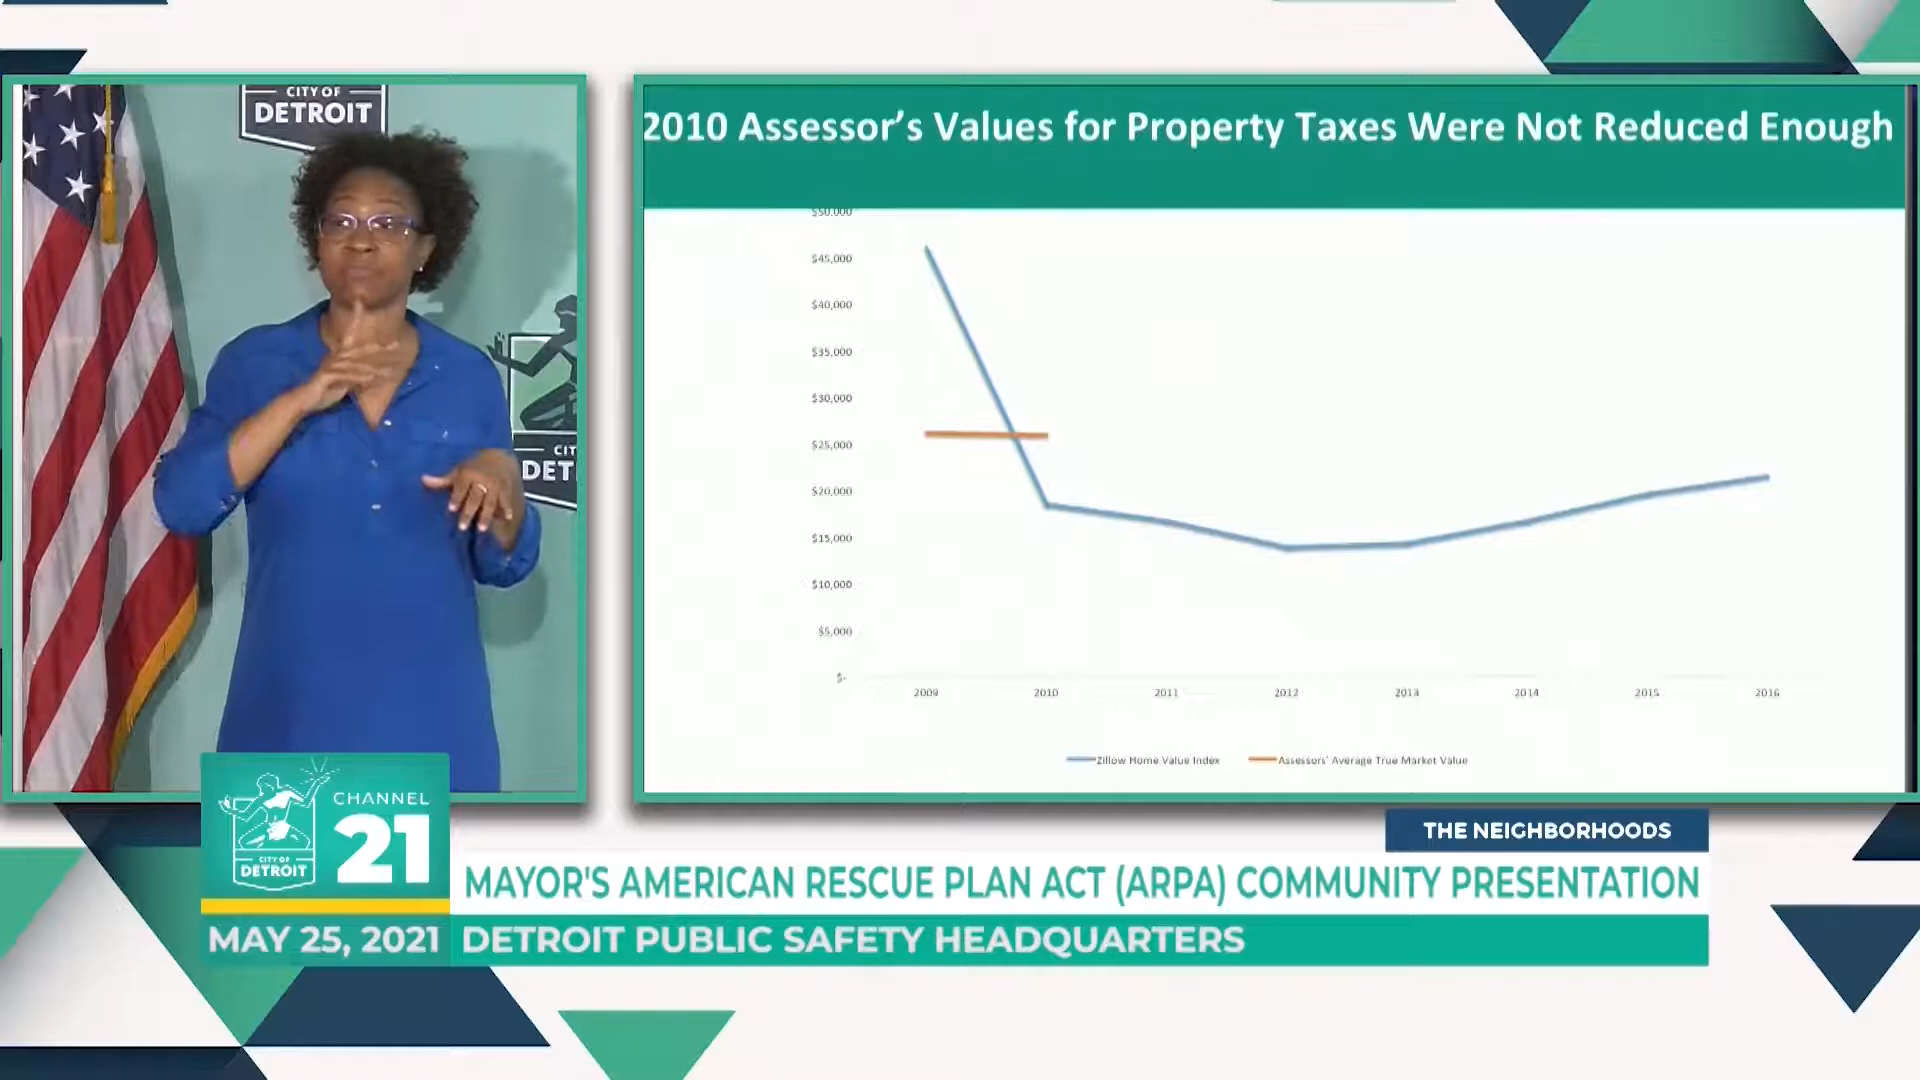 CITY OF
DETROIT
CIT
DET
2010 Assessor's Values for Property Taxes Were Not Reduced Enough
$50,000
$45,000
$40,000
$35,000
$30,000
$25,000
$20,000
$15,000
$10,000
$5,000
$-
2009 2010 2011 2012 2013 2014 2015 2016
Zillow Home Value Index Assessors' Average True Market Value
THE NEIGHBORHOODS
CHANNEL
21
CITY OF
DETROIT
MAYOR'S AMERICAN RESCUE PLAN ACT (ARPA) COMMUNITY PRESENTATION
MAY 25, 2021 DETROIT PUBLIC SAFETY HEADQUARTERS